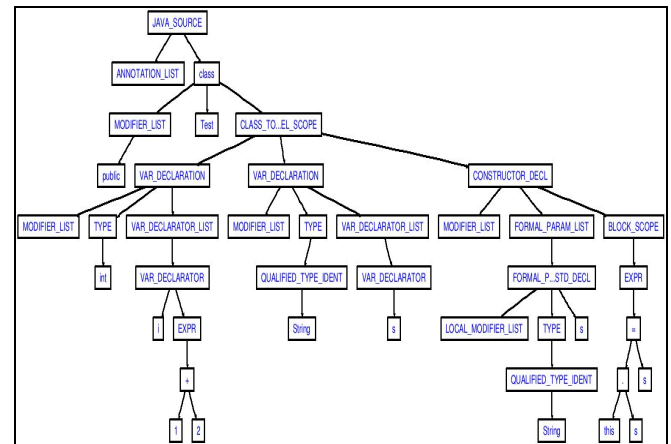 JAVA_SOURCE
ANNOTATION_LIST class
MODIFIER_LIST Test CLASS_TO...EL_SCOPE
public VAR_DECLARATION VAR_DECLARATION CONSTRUCTOR_DECL
MODIFIER_LIST TYPE VAR_DECLARATOR_LIST MODIFIER_LIST TYPE VAR_DECLARATOR_LIST MODIFIER_LIST FORMAL_PARAM_LIST BLOCK_SCOPE
int VAR_DECLARATOR QUALIFIED_TYPE_IDENT VAR_DECLARATOR FORMAL_P...STD_DECL EXPR
i EXPR String s LOCAL_MODIFIER_LIST TYPE s =
+ QUALIFIED_TYPE_IDENT . s
1 2 String this s